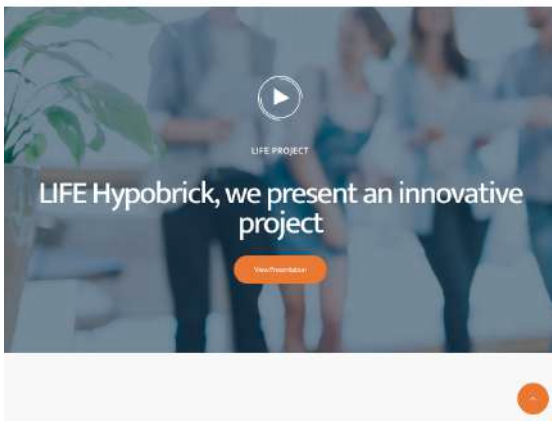 LIFE PROJECT
LIFE Hypobrick, we present an innovative
project
View Presentation